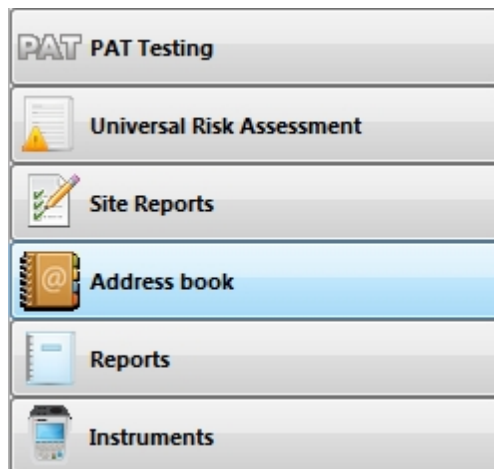 PAT PAT Testing
Universal Risk Assessment
Site Reports
@ Address book
Reports
Instruments